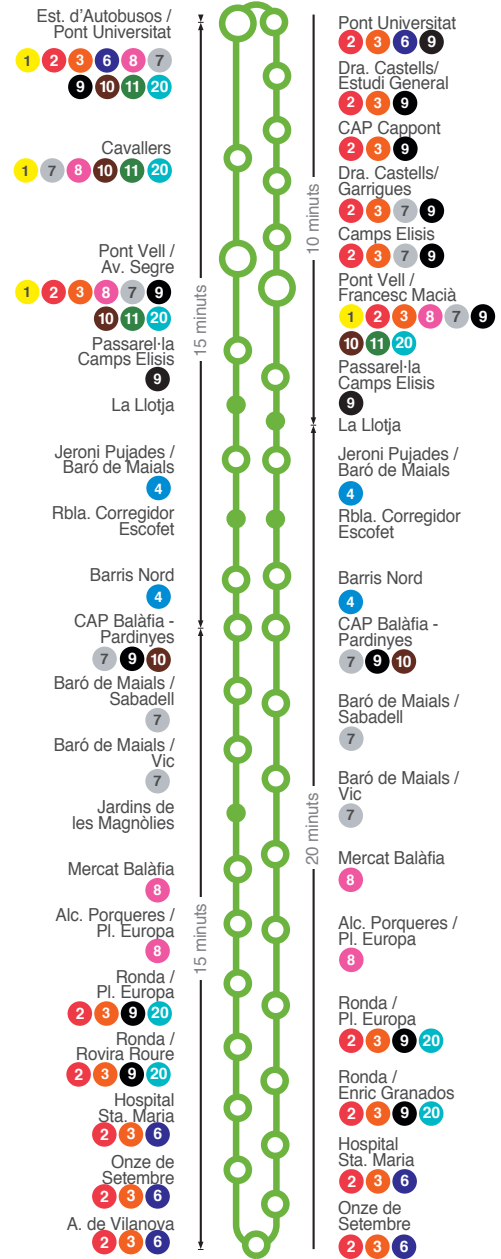 Est. d'Autobusos /
Pont Universitat
1 2 3 6 8 7
9 10 11 20
Cavallers
1 7 8 10 11 20
Pont Vell /
Av. Segre
1 2 3 8 7 9
10 11 20
Passarel·la
Camps Elisis
9
La Llotja
Jeroni Pujades /
Baró de Maials
4
Rbla. Corregidor
Escofet
Barris Nord
4
CAP Balàfia -
Pardinyes
7 9 10
Baró de Maials /
Sabadell
7
Baró de Maials /
Vic
7
Jardins de
les Magnòlies
Mercat Balàfia
8
Alc. Porqueres /
Pl. Europa
8
Ronda /
Pl. Europa
2 3 9 20
Ronda /
Rovira Roure
2 3 9 20
Hospital
Sta. Maria
2 3 6
Onze de
Setembre
2 3 6
A. de Vilanova
2 3 6
15 minuts
15 minuts
10 minuts
20 minuts
Pont Universitat
2 3 6 9
Dra. Castells/
Estudi General
2 3 9
CAP Cappont
2 3 9
Dra. Castells/
Garrigues
2 3 7 9
Camps Elisis
2 3 7 9
Pont Vell /
Francesc Macià
1 2 3 8 7 9
10 11 20
Passarel·la
Camps Elisis
9
La Llotja
Jeroni Pujades /
Baró de Maials
4
Rbla. Corregidor
Escofet
Barris Nord
4
CAP Balàfia -
Pardinyes
7 9 10
Baró de Maials /
Sabadell
7
Baró de Maials /
Vic
7
Mercat Balàfia
8
Alc. Porqueres /
Pl. Europa
8
Ronda /
Pl. Europa
2 3 9 20
Ronda /
Enric Granados
2 3 9 20
Hospital
Sta. Maria
2 3 6
Onze de
Setembre
2 3 6